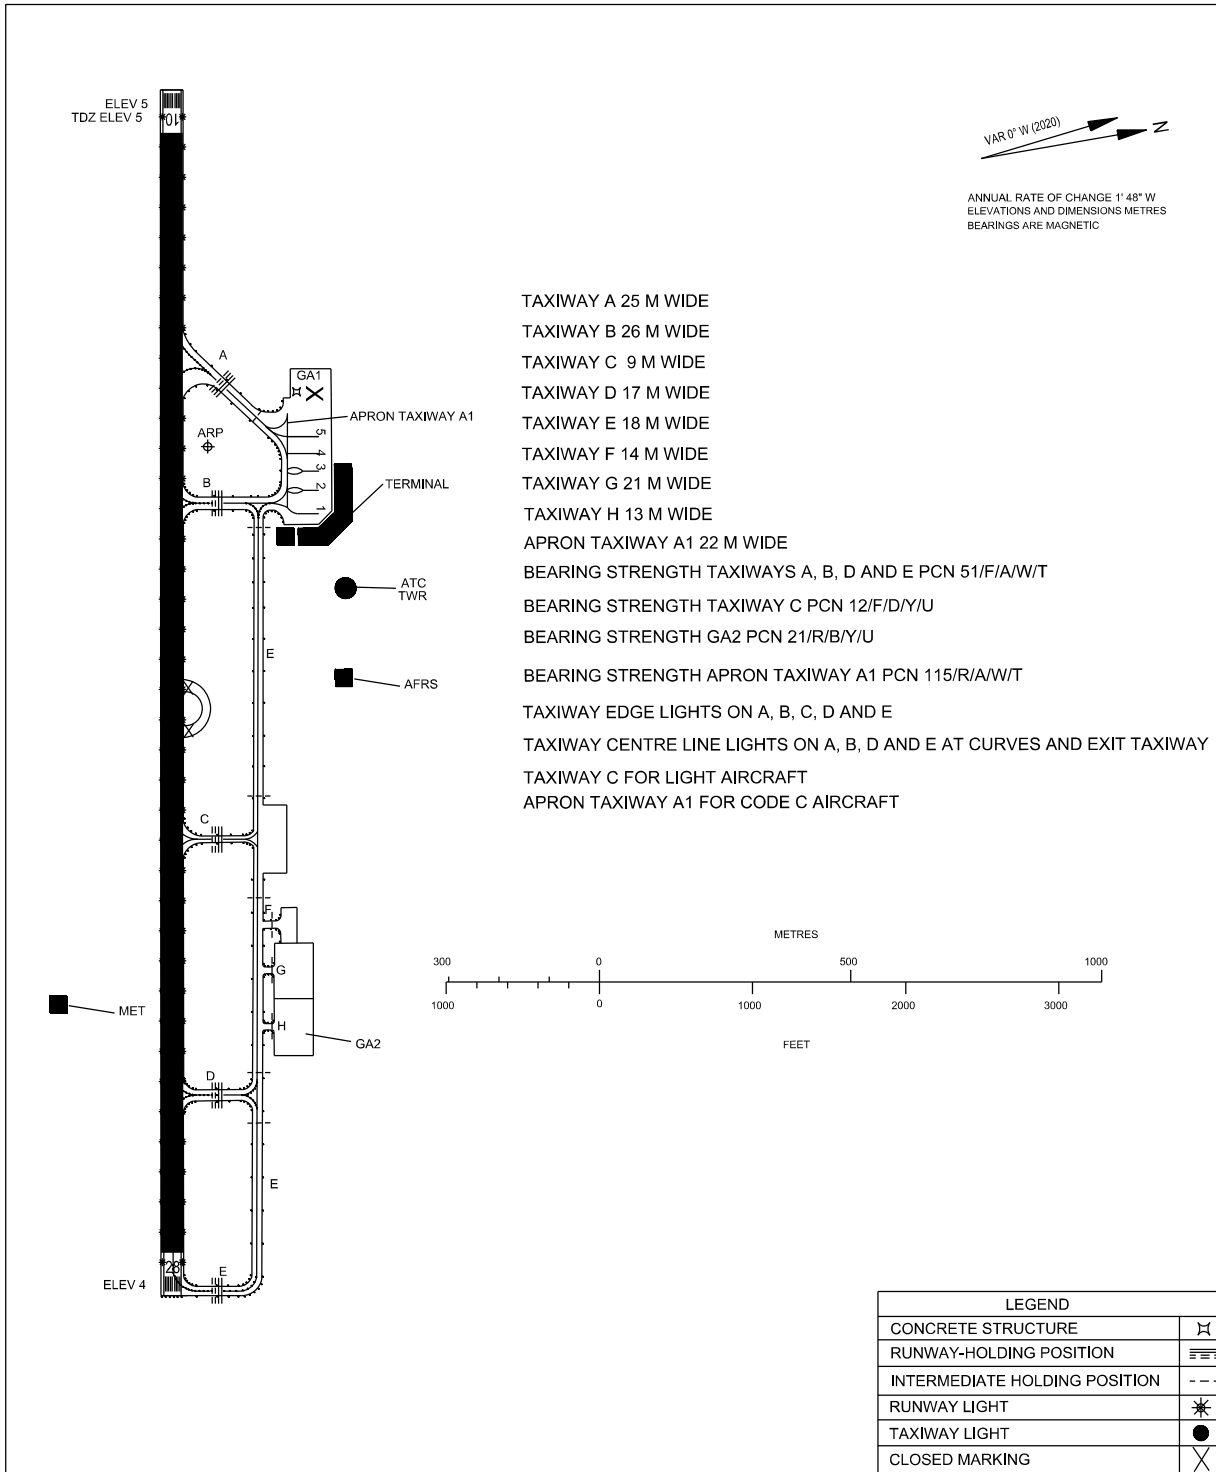 ELEV 5
TDZ ELEV 5
10
VAR 0° W (2020)
N
ANNUAL RATE OF CHANGE 1' 48" W
ELEVATIONS AND DIMENSIONS METRES
BEARINGS ARE MAGNETIC
TAXIWAY A 25 M WIDE
TAXIWAY B 26 M WIDE
TAXIWAY C 9 M WIDE
TAXIWAY D 17 M WIDE
TAXIWAY E 18 M WIDE
TAXIWAY F 14 M WIDE
TAXIWAY G 21 M WIDE
TAXIWAY H 13 M WIDE
APRON TAXIWAY A1 22 M WIDE
BEARING STRENGTH TAXIWAYS A, B, D AND E PCN 51/F/A/W/T
BEARING STRENGTH TAXIWAY C PCN 12/F/D/Y/U
BEARING STRENGTH GA2 PCN 21/R/B/Y/U
BEARING STRENGTH APRON TAXIWAY A1 PCN 115/R/A/W/T
TAXIWAY EDGE LIGHTS ON A, B, C, D AND E
TAXIWAY CENTRE LINE LIGHTS ON A, B, D AND E AT CURVES AND EXIT TAXIWAY
TAXIWAY C FOR LIGHT AIRCRAFT
APRON TAXIWAY A1 FOR CODE C AIRCRAFT
A
GA1
APRON TAXIWAY A1
ARP
5
4
3
2
1
B
TERMINAL
ATC
TWR
E
AFRS
C
F
G
H
MET
GA2
D
E
E
28
ELEV 4
METRES
300 0 500 1000
1000 0 1000 2000 3000
FEET
LEGEND
CONCRETE STRUCTURE
RUNWAY-HOLDING POSITION
INTERMEDIATE HOLDING POSITION
RUNWAY LIGHT
TAXIWAY LIGHT
CLOSED MARKING